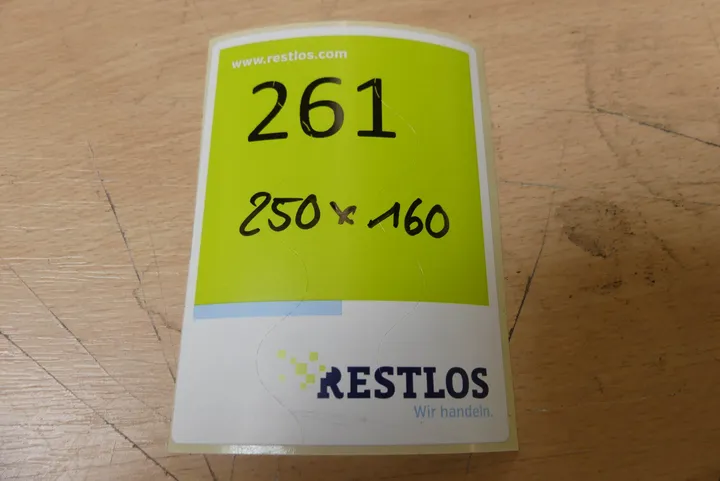 www.restlos.com
261
250 x 160
RESTLOS
Wir handeln.